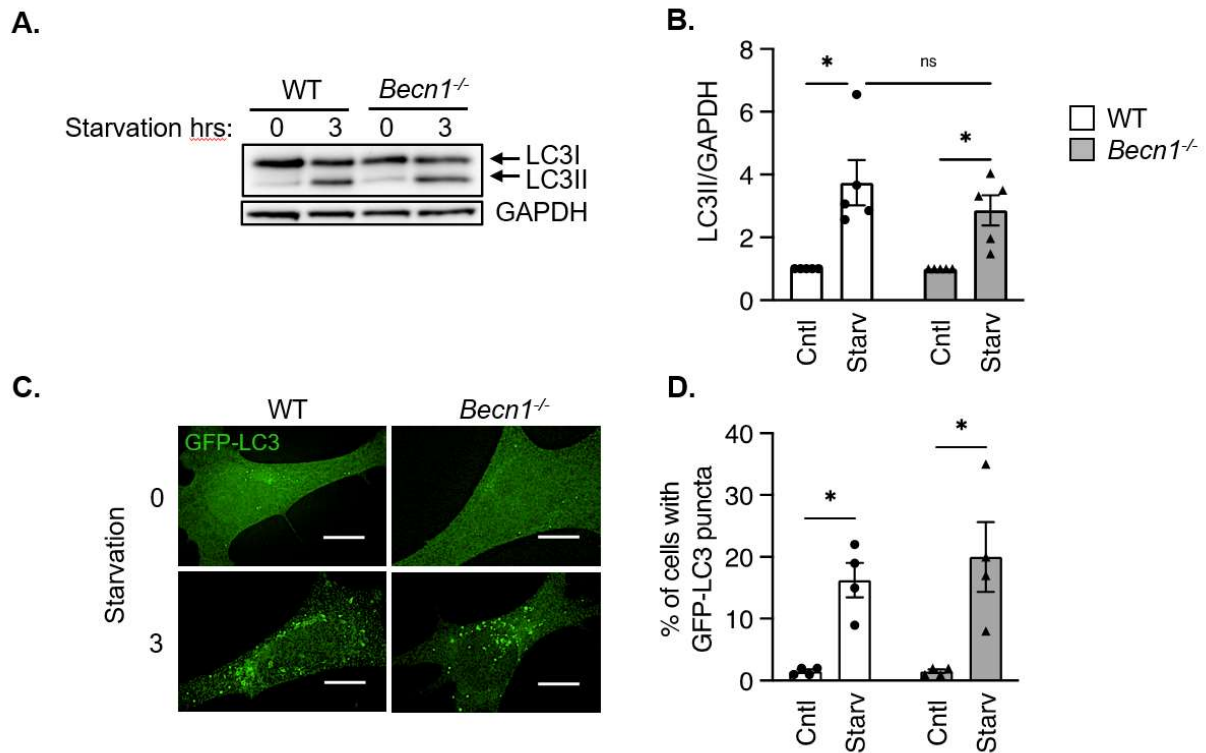 A.
WT Becn1-/-
Starvation hrs: 0 3 0 3
LC3I
LC3II
GAPDH
B.
8
6
4
2
0
LC3II/GAPDH
* ns
*
Cntl Starv Cntl Starv
WT
Becn1-/-
C.
WT Becn1-/-
GFP-LC3
0
Starvation
3
D.
40
30
20
10
0
% of cells with
GFP-LC3 puncta
*
*
Cntl Starv Cntl Starv